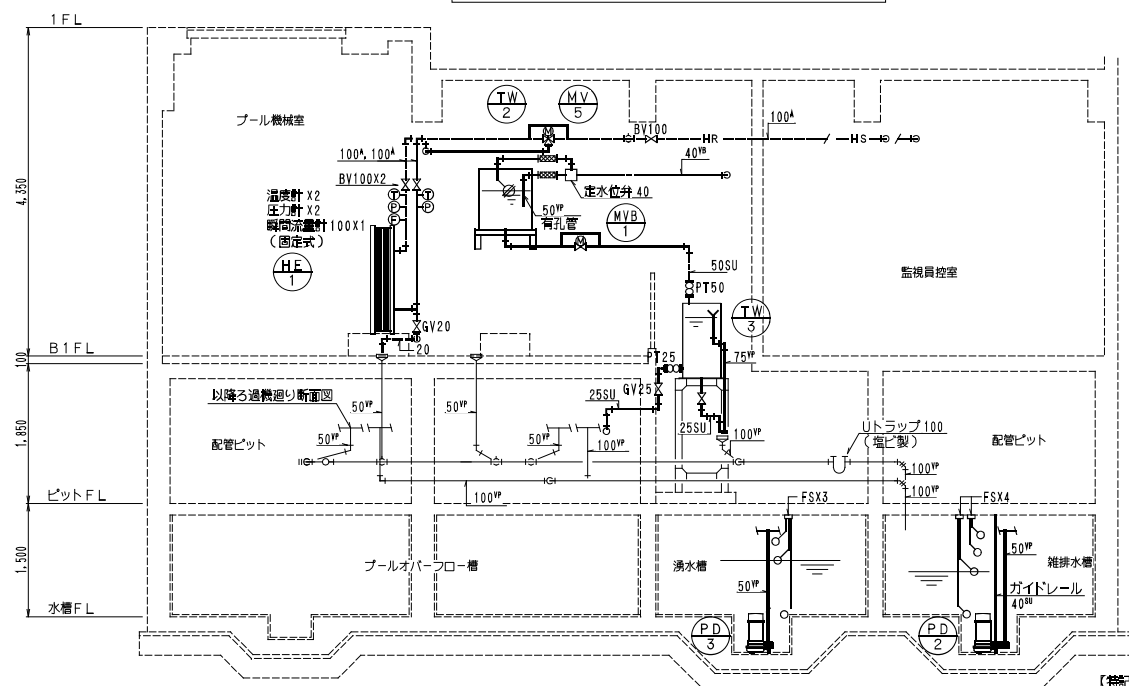 1FL
プール機械室
TW
2
MV
5
BV100
HR
100A
HS
100A, 100A
40VB
BV100X2
定水位弁 40
4,350
温度計 X2
圧力計 X2
瞬間流量計 100X1
(固定式)
T
T
P
P
F
M
50VP
有孔管
MVB
1
M
HE
1
50SU
監視員控室
PT50
TW
3
GV20
20
B1FL
PT25
75VP
100
GV25
以降ろ過機廻り断面図
50VP
50VP
25SU
25SU
Uトラップ100
(塩ビ製)
1,850
配管ピット
50VP
50VP
100VP
100VP
配管ピット
100VP
100VP
100VP
ピットFL
FSX3
FSX4
1,500
プールオバーフロー槽
湧水槽
50VP
50VP
雑排水槽
ガイドレール
40SU
水槽FL
PD
3
PD
2
【特記